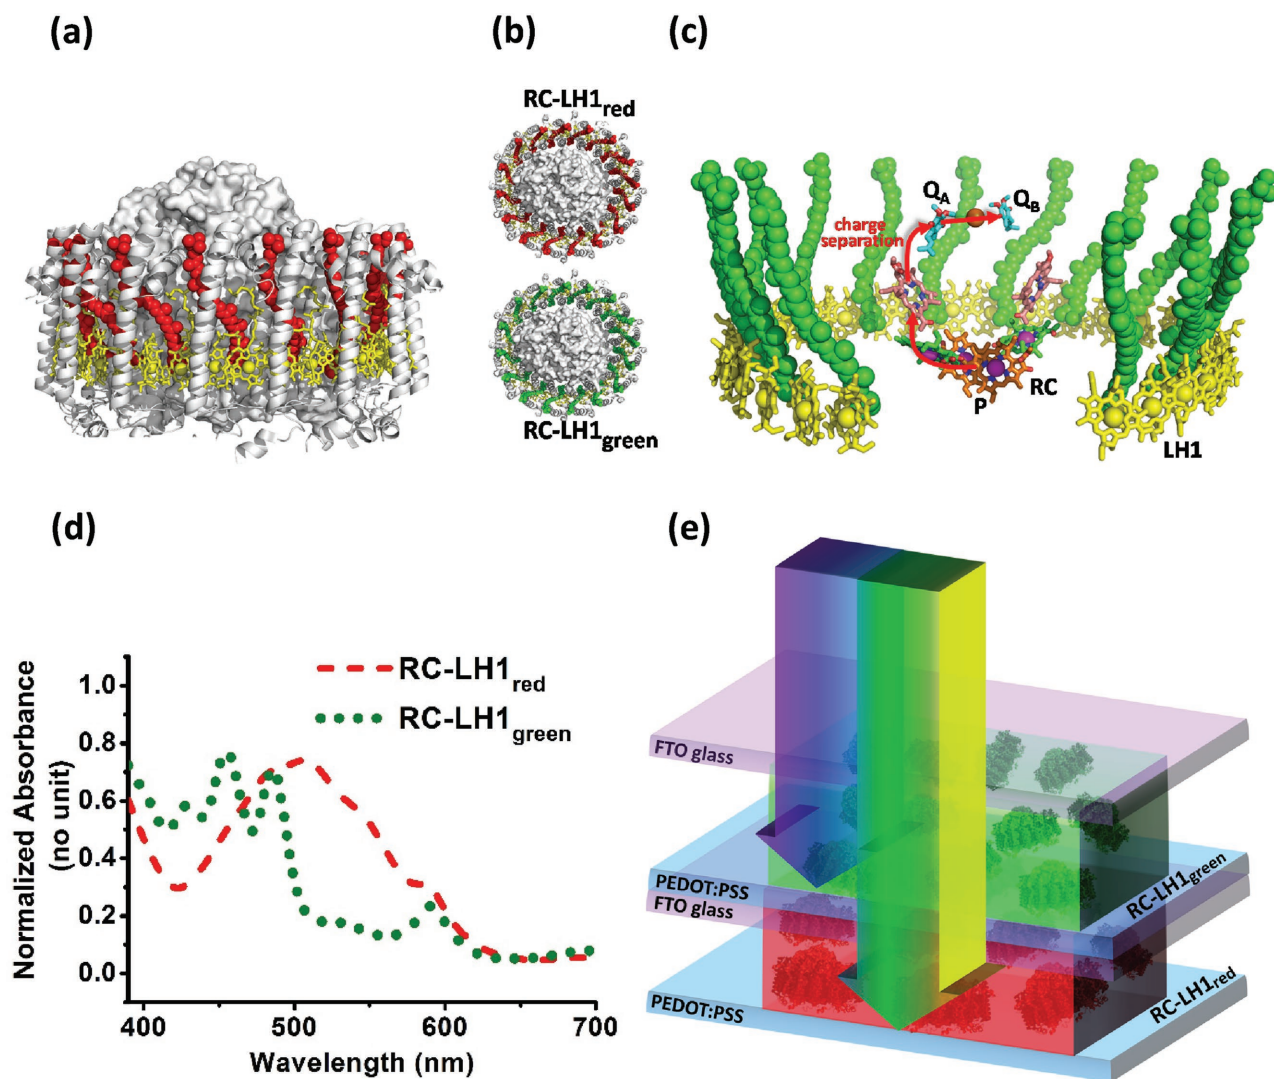 (a)
(b)
(c)
RC-LH1red
RC-LH1green
QA
QB
charge
separation
RC
P
LH1
(d)
RC-LH1red
RC-LH1green
Normalized Absorbance
(no unit)
1.0
0.8
0.6
0.4
0.2
0.0
400
500
600
700
Wavelength (nm)
(e)
FTO glass
PEDOT:PSS
FTO glass
RC-LH1green
PEDOT:PSS
RC-LH1red